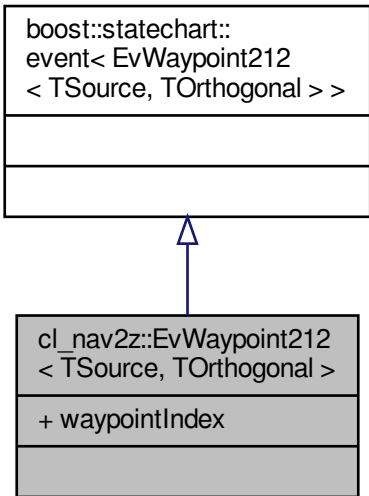 boost::statechart::
event< EvWaypoint212
< TSource, TOrthogonal > >
cl_nav2z::EvWaypoint212
< TSource, TOrthogonal >
+ waypointIndex